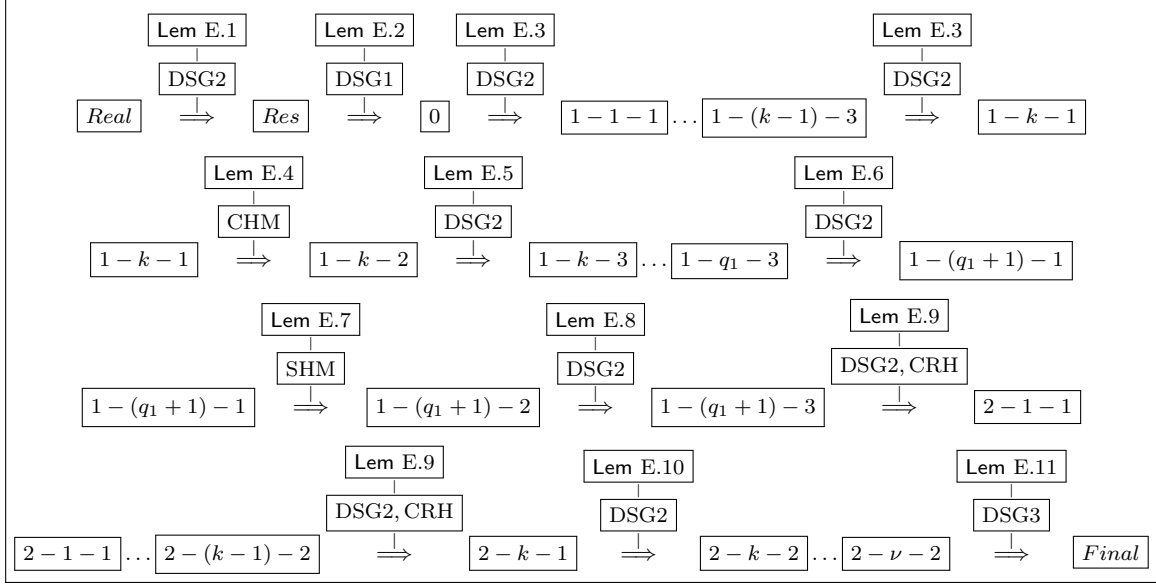 Lem E.1 Lem E.2 Lem E.3 Lem E.3
DSG2 DSG1 DSG2 DSG2
Real ⟹ Res ⟹ 0 ⟹ 1 − 1 − 1 … 1 − (k − 1) − 3 ⟹ 1 − k − 1
Lem E.4 Lem E.5 Lem E.6
CHM DSG2 DSG2
1 − k − 1 ⟹ 1 − k − 2 ⟹ 1 − k − 3 … 1 − q₁ − 3 ⟹ 1 − (q₁ + 1) − 1
Lem E.7 Lem E.8 Lem E.9
SHM DSG2 DSG2, CRH
1 − (q₁ + 1) − 1 ⟹ 1 − (q₁ + 1) − 2 ⟹ 1 − (q₁ + 1) − 3 ⟹ 2 − 1 − 1
Lem E.9 Lem E.10 Lem E.11
DSG2, CRH DSG2 DSG3
2 − 1 − 1 … 2 − (k − 1) − 2 ⟹ 2 − k − 1 ⟹ 2 − k − 2 … 2 − ν − 2 ⟹ Final